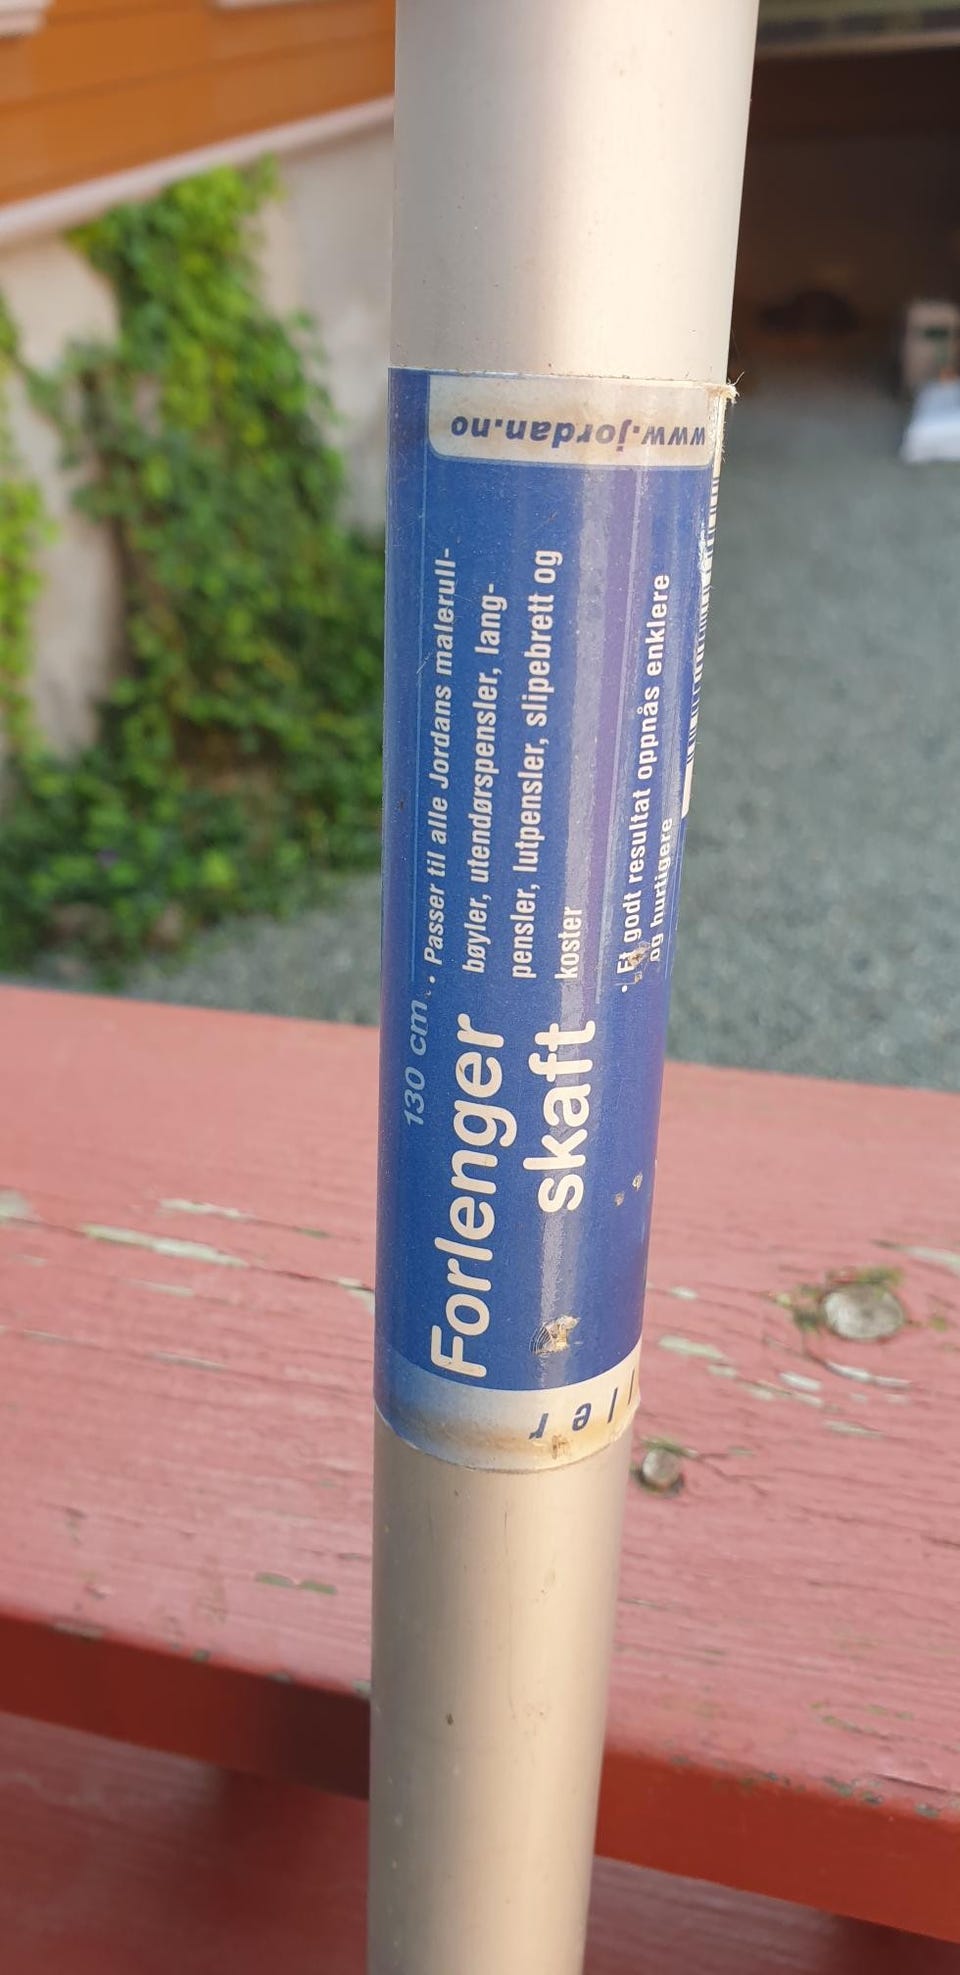 www.jordan.no
130 cm
Forlenger
skaft
• Passer til alle Jordans malerull-
bøyler, utendørspensler, lang-
pensler, lutpensler, slipebrett og
koster
• Et godt resultat oppnås enklere
og hurtigere